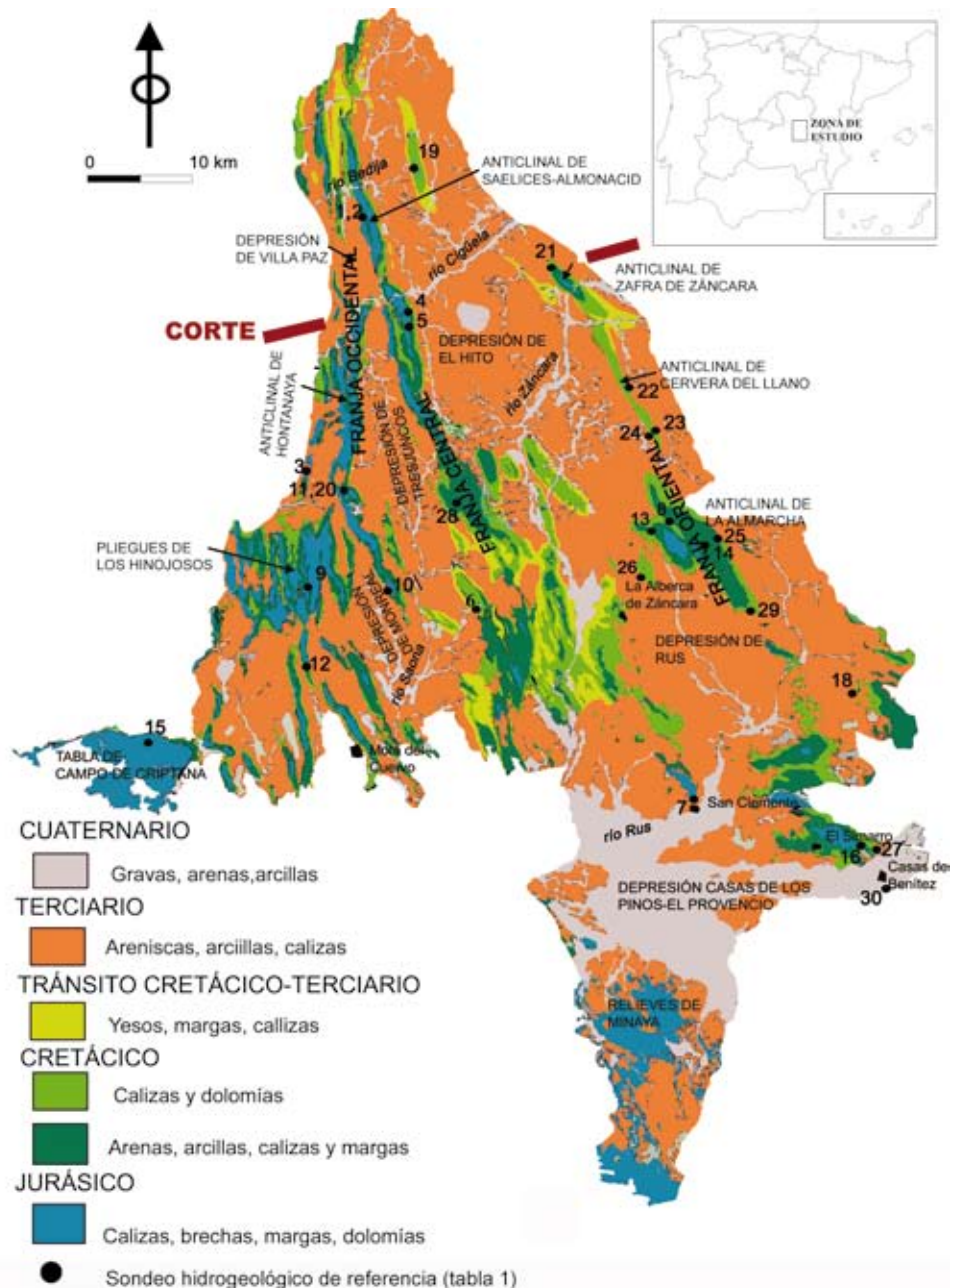 0
10 km
ZONA DE
ESTUDIO
19
río Bedija
ANTICLINAL DE
SAELICES-ALMONACID
2
DEPRESIÓN
DE VILLA PAZ
río Cigüela
21
ANTICLINAL DE
ZAFRA DE ZÁNCARA
CORTE
4
5
DEPRESIÓN DE
EL HITO
FRANJA OCCIDENTAL
ANTICLINAL DE
HONTANAYA
río Záncara
ANTICLINAL DE
CERVERA DEL LLANO
22
23
24
DEPRESIÓN DE
TRESJUNCOS
FRANJA CENTRAL
FRANJA ORIENTAL
3
11,20
28
8
13
ANTICLINAL DE
LA ALMARCHA
25
14
PLIEGUES DE
LOS HINOJOSOS
9
10
26
La Alberca
de Záncara
29
DEPRESIÓN
DE MONREAL
DEPRESIÓN DE
RUS
río Saona
12
18
15
TABLA DE
CAMPO DE CRIPTANA
Mota del
Cuervo
7
San Clemente
río Rus
El Simarro
16
27
Casas de
Benítez
30
DEPRESIÓN CASAS DE LOS
PINOS-EL PROVENCIO
RELIEVES DE
MINAYA
CUATERNARIO
Gravas, arenas,arcillas
TERCIARIO
Areniscas, arciillas, calizas
TRÁNSITO CRETÁCICO-TERCIARIO
Yesos, margas, callizas
CRETÁCICO
Calizas y dolomías
Arenas, arcillas, calizas y margas
JURÁSICO
Calizas, brechas, margas, dolomías
Sondeo hidrogeológico de referencia (tabla 1)